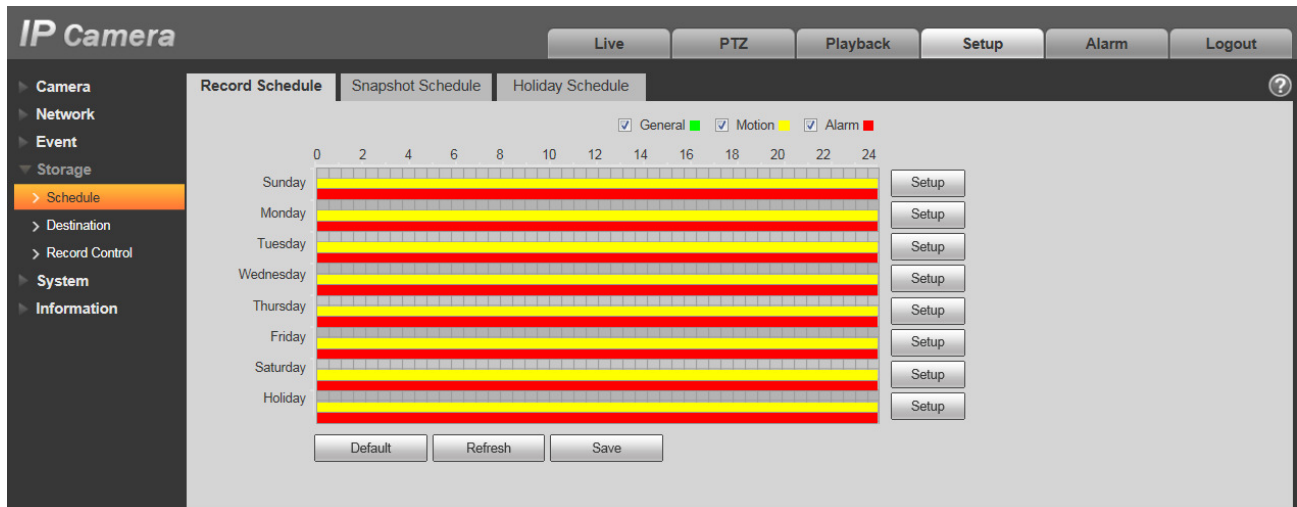 IP Camera
Live PTZ Playback Setup Alarm Logout
Camera
Network
Event
Storage
Schedule
Destination
Record Control
System
Information
Record Schedule Snapshot Schedule Holiday Schedule ?
General Motion Alarm
0 2 4 6 8 10 12 14 16 18 20 22 24
Sunday Setup
Monday Setup
Tuesday Setup
Wednesday Setup
Thursday Setup
Friday Setup
Saturday Setup
Holiday Setup
Default Refresh Save